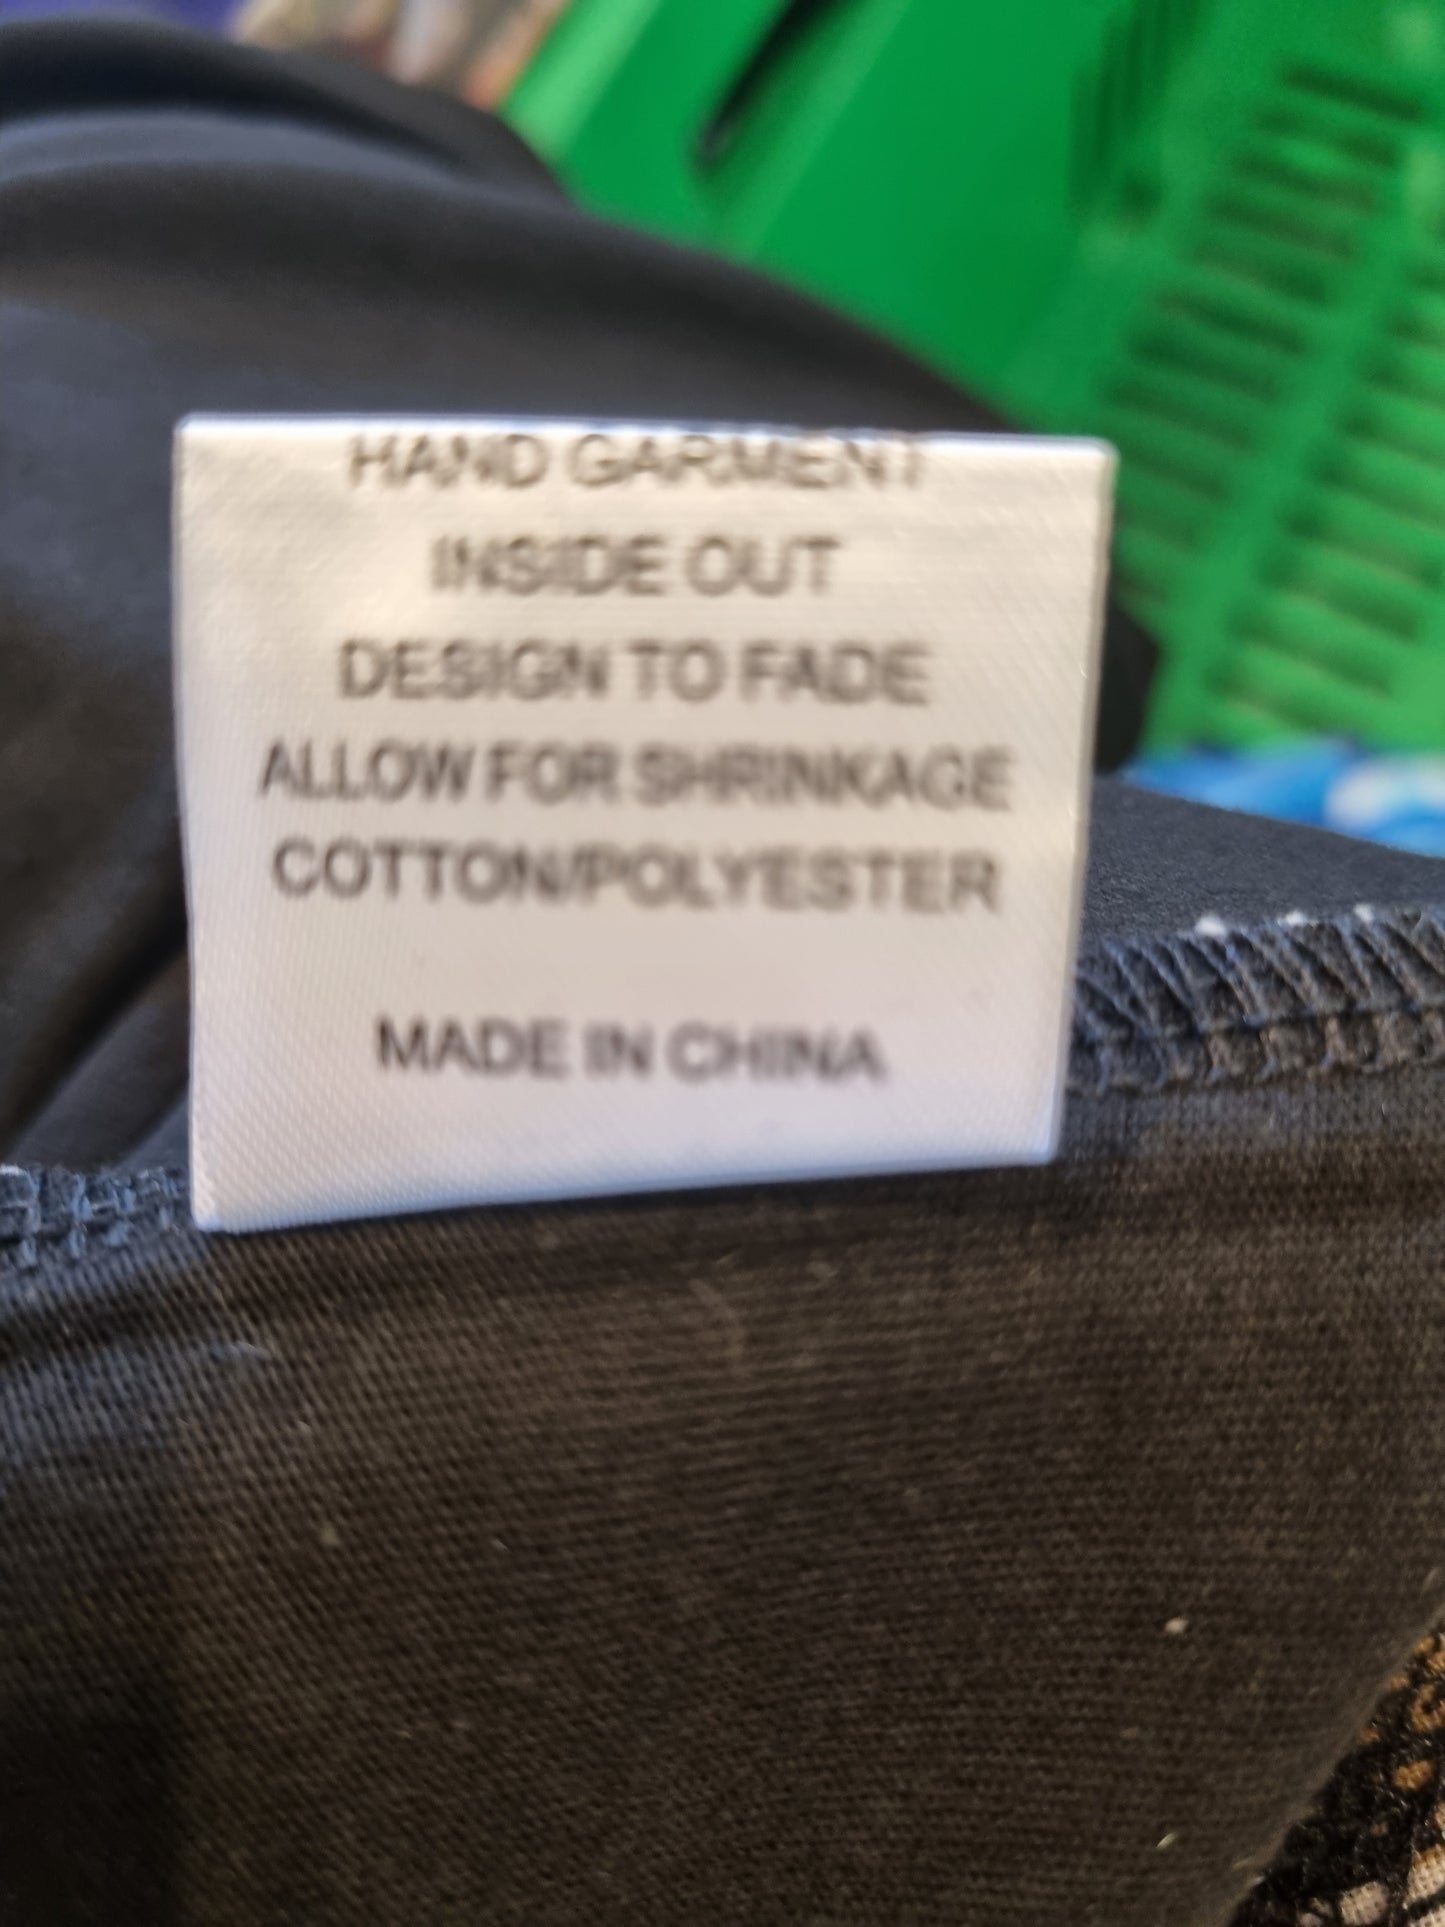 HAND GARMENT
INSIDE OUT
DESIGN TO FADE
ALLOW FOR SHRINKAGE
COTTON/POLYESTER
MADE IN CHINA